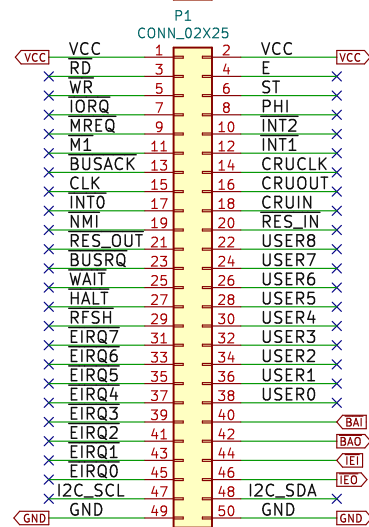 P1
CONN_02X25
VCC VCC 1 2 VCC VCC
RD 3 4 E
WR 5 6 ST
IORQ 7 8 PHI
MREQ 9 10 INT2
M1 11 12 INT1
BUSACK 13 14 CRUCLK
CLK 15 16 CRUOUT
INT0 17 18 CRUIN
NMI 19 20 RES_IN
RES_OUT 21 22 USER8
BUSRQ 23 24 USER7
WAIT 25 26 USER6
HALT 27 28 USER5
RFSH 29 30 USER4
EIRQ7 31 32 USER3
EIRQ6 33 34 USER2
EIRQ5 35 36 USER1
EIRQ4 37 38 USER0
EIRQ3 39 40 BAI
EIRQ2 41 42 BAO
EIRQ1 43 44 IEI
EIRQ0 45 46 IEO
I2C_SCL 47 48 I2C_SDA
GND GND 49 50 GND GND